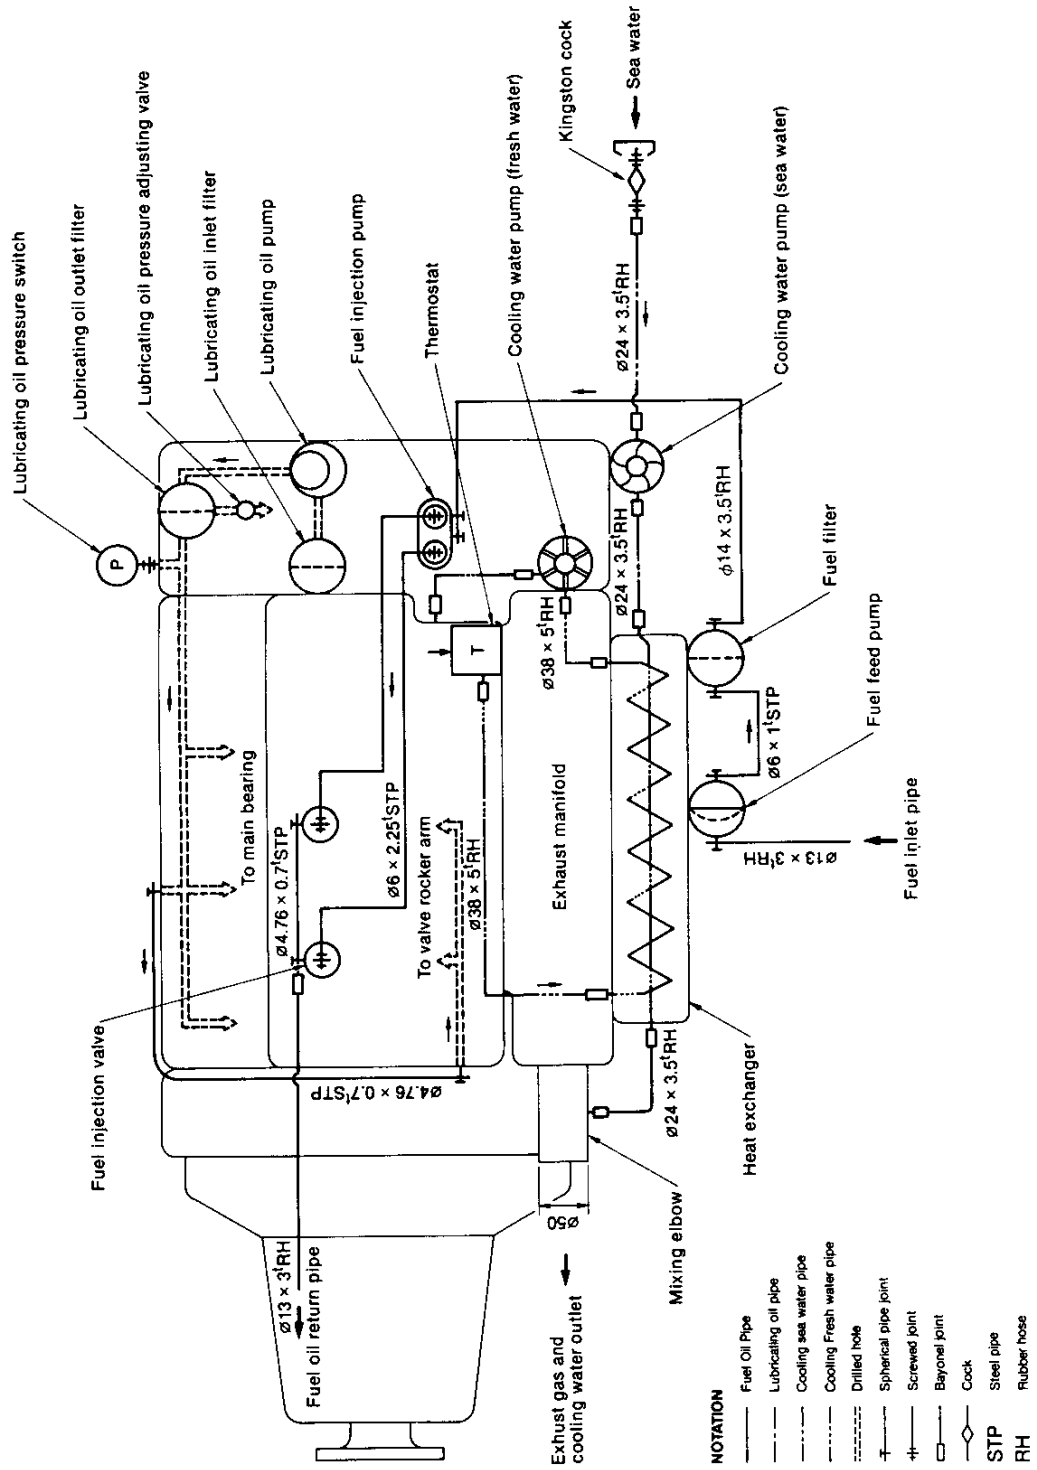 Lubricating oil pressure switch
Lubricating oil outlet filter
Lubricating oil pressure adjusting valve
Lubricating oil inlet filter
Lubricating oil pump
Fuel injection pump
Thermostat
Cooling water pump (fresh water)
Kingston cock
Sea water
Cooling water pump (sea water)
Fuel filter
Fuel feed pump
Fuel inlet pipe
P
T
ø24 × 3.5ᵗRH
ø24 × 3.5ᵗRH
ø14 × 3.5ᵗRH
ø38 × 5ᵗRH
ø6 × 1ᵗSTP
ø13 × 3ᵗRH
To main bearing
ø4.76 × 0.7ᵗSTP
ø6 × 2.25ᵗSTP
To valve rocker arm
ø38 × 5ᵗRH
Exhaust manifold
Fuel injection valve
ø4.76 × 0.7ᵗSTP
ø24 × 3.5ᵗRH
Heat exchanger
Mixing elbow
ø50
ø13 × 3ᵗRH
Fuel oil return pipe
Exhust gas and
cooling water outlet
NOTATION
Fuel Oil Pipe
Lubricating oil pipe
Cooling sea water pipe
Cooling Fresh water pipe
Drilled hole
Spherical pipe joint
Screwed joint
Bayonel joint
Cock
STP Steel pipe
RH Rubber hose